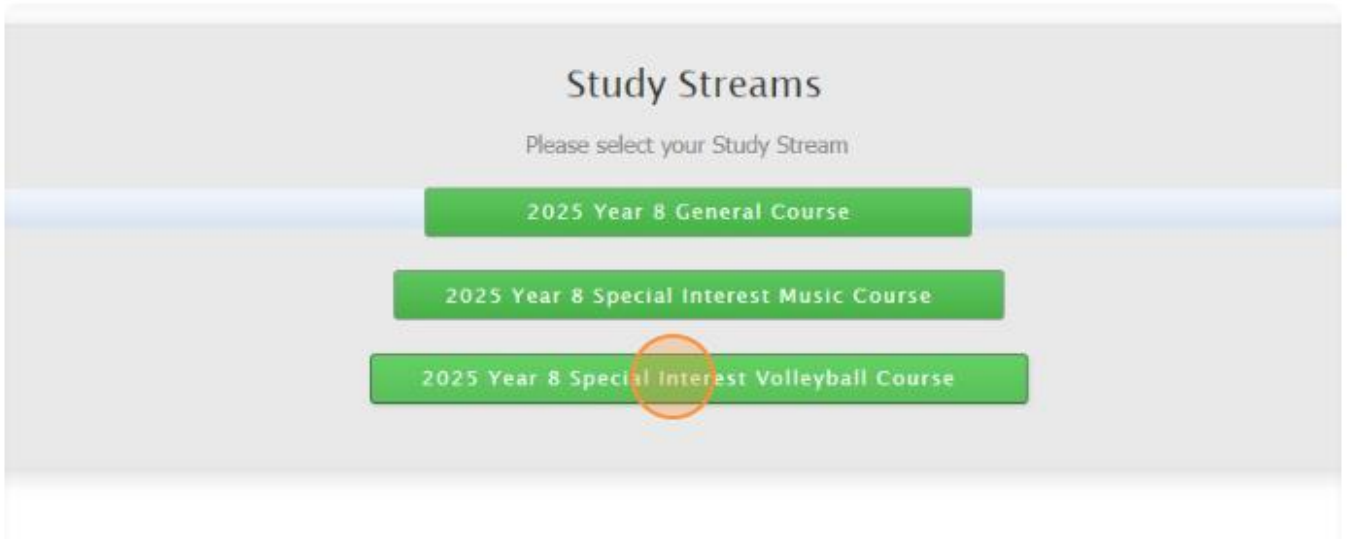 Study Streams
Please select your Study Stream
2025 Year 8 General Course
2025 Year 8 Special Interest Music Course
2025 Year 8 Special Interest Volleyball Course